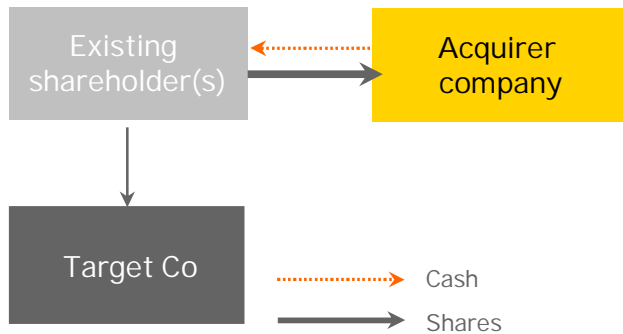 Existing
shareholder(s)
Acquirer
company
Target Co
Cash
Shares